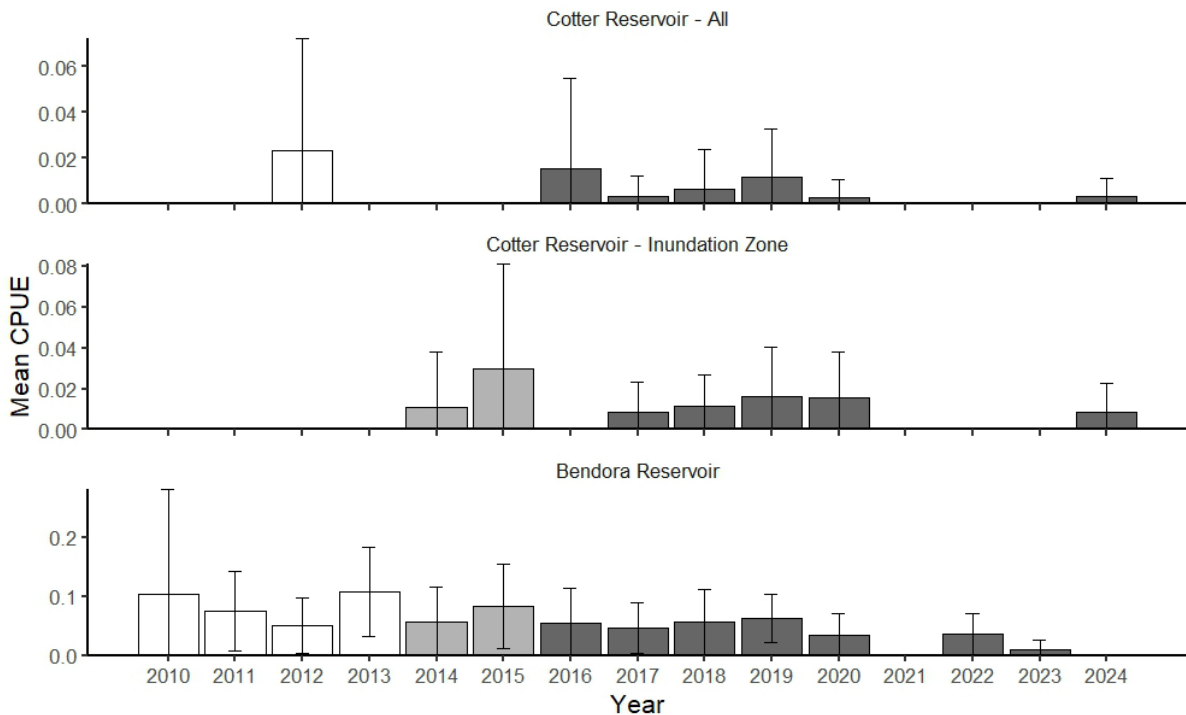 Cotter Reservoir - All
0.06
0.04
0.02
0.00
Cotter Reservoir - Inundation Zone
0.08
0.06
0.04
0.02
0.00
Mean CPUE
Bendora Reservoir
0.2
0.1
0.0
2010 2011 2012 2013 2014 2015 2016 2017 2018 2019 2020 2021 2022 2023 2024
Year